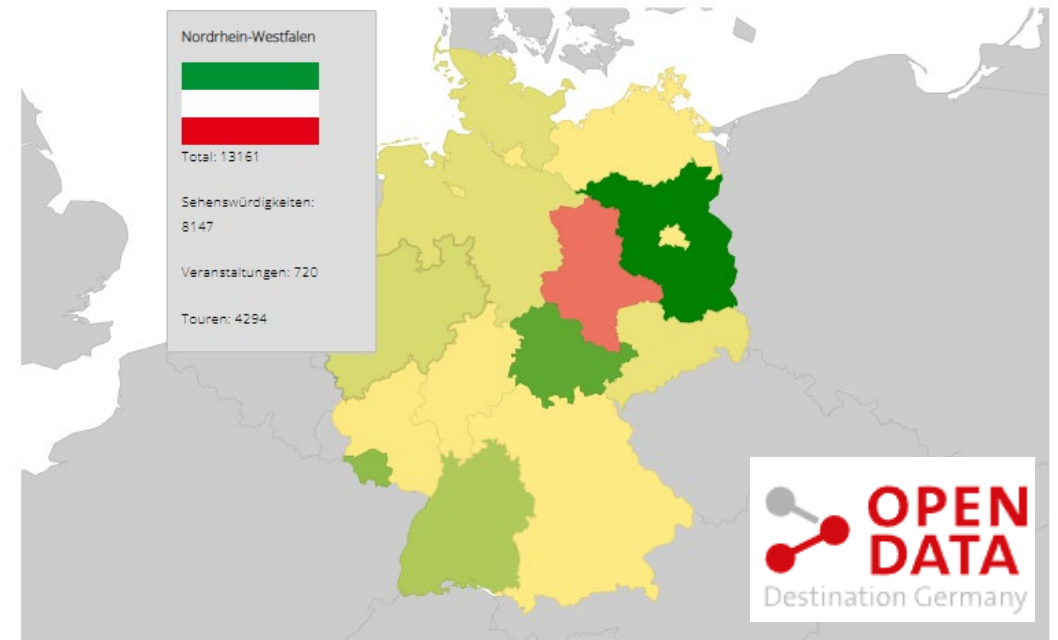 Nordrhein-Westfalen
Total: 13161
Sehenswürdigkeiten:
8147
Veranstaltungen: 720
Touren: 4294
OPEN
DATA
Destination Germany